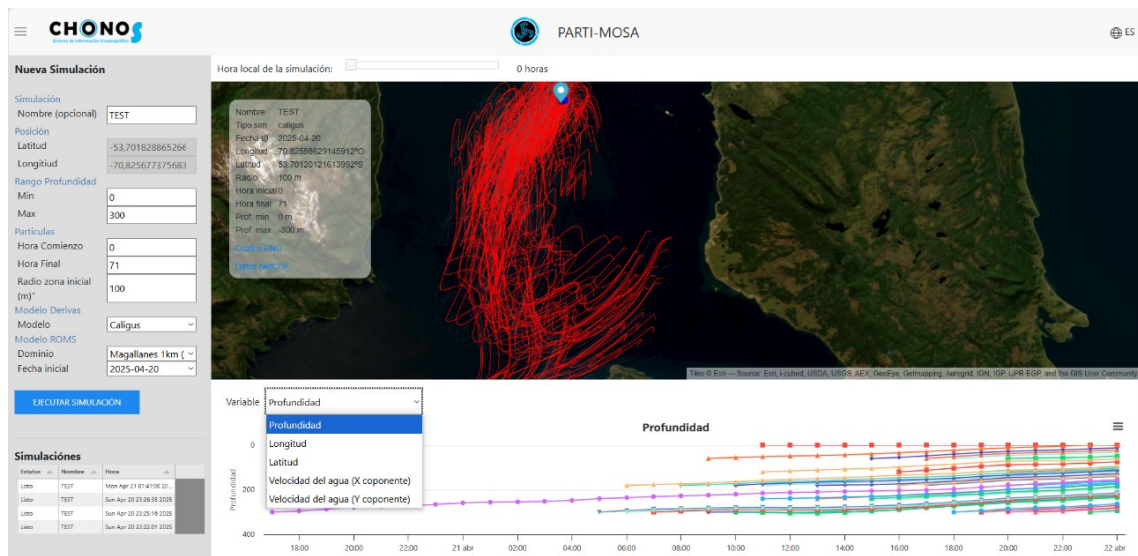 CHONOS
Sistema de Información Oceanográfica
PARTI-MOSA
ES
Nueva Simulación
Hora local de la simulación:
0 horas
Simulación
Nombre (opcional)
TEST
Posición
Latitud
-53,701828865266
Longitiud
-70,825677375683
Rango Profundidad
Min
0
Max
300
Particulas
Hora Comienzo
0
Hora Final
71
Radio zona inicial (m)"
100
Modelo Derivas
Modelo
Caligus
Modelo ROMS
Dominio
Magallanes 1km (
Fecha inicial
2025-04-20
EJECUTAR SIMULACIÓN
Nombre TEST
Tipo sim caligus
Fecha t0 2025-04-20
Longitud 70.82558629145912ºO
Latitud 53.70120121613992ºS
Radio 100 m
Hora inicial 0
Hora final 71
Prof. min 0 m
Prof. max -300 m
Gráfico PNG
Datos NetCDF
Tiles © Esri — Source: Esri, i-cubed, USDA, USGS, AEX, GeoEye, Getmapping, Aerogrid, IGN, IGP, UPR-EGP, and the GIS User Community
Variable
Profundidad
Profundidad
Longitud
Latitud
Velocidad del agua (X coponente)
Velocidad del agua (Y coponente)
Profundidad
Profundidad
0
200
400
18:00 20:00 22:00 21 abr 02:00 04:00 06:00 08:00 10:00 12:00 14:00 16:00 18:00 20:00 22:00 22 abr
Simulaciónes
Estatus Nombre Hora
Listo TEST Mon Apr 21 01:41:00 20...
Listo TEST Sun Apr 20 23:26:35 2025
Listo TEST Sun Apr 20 23:25:16 2025
Listo TEST Sun Apr 20 23:22:01 2025